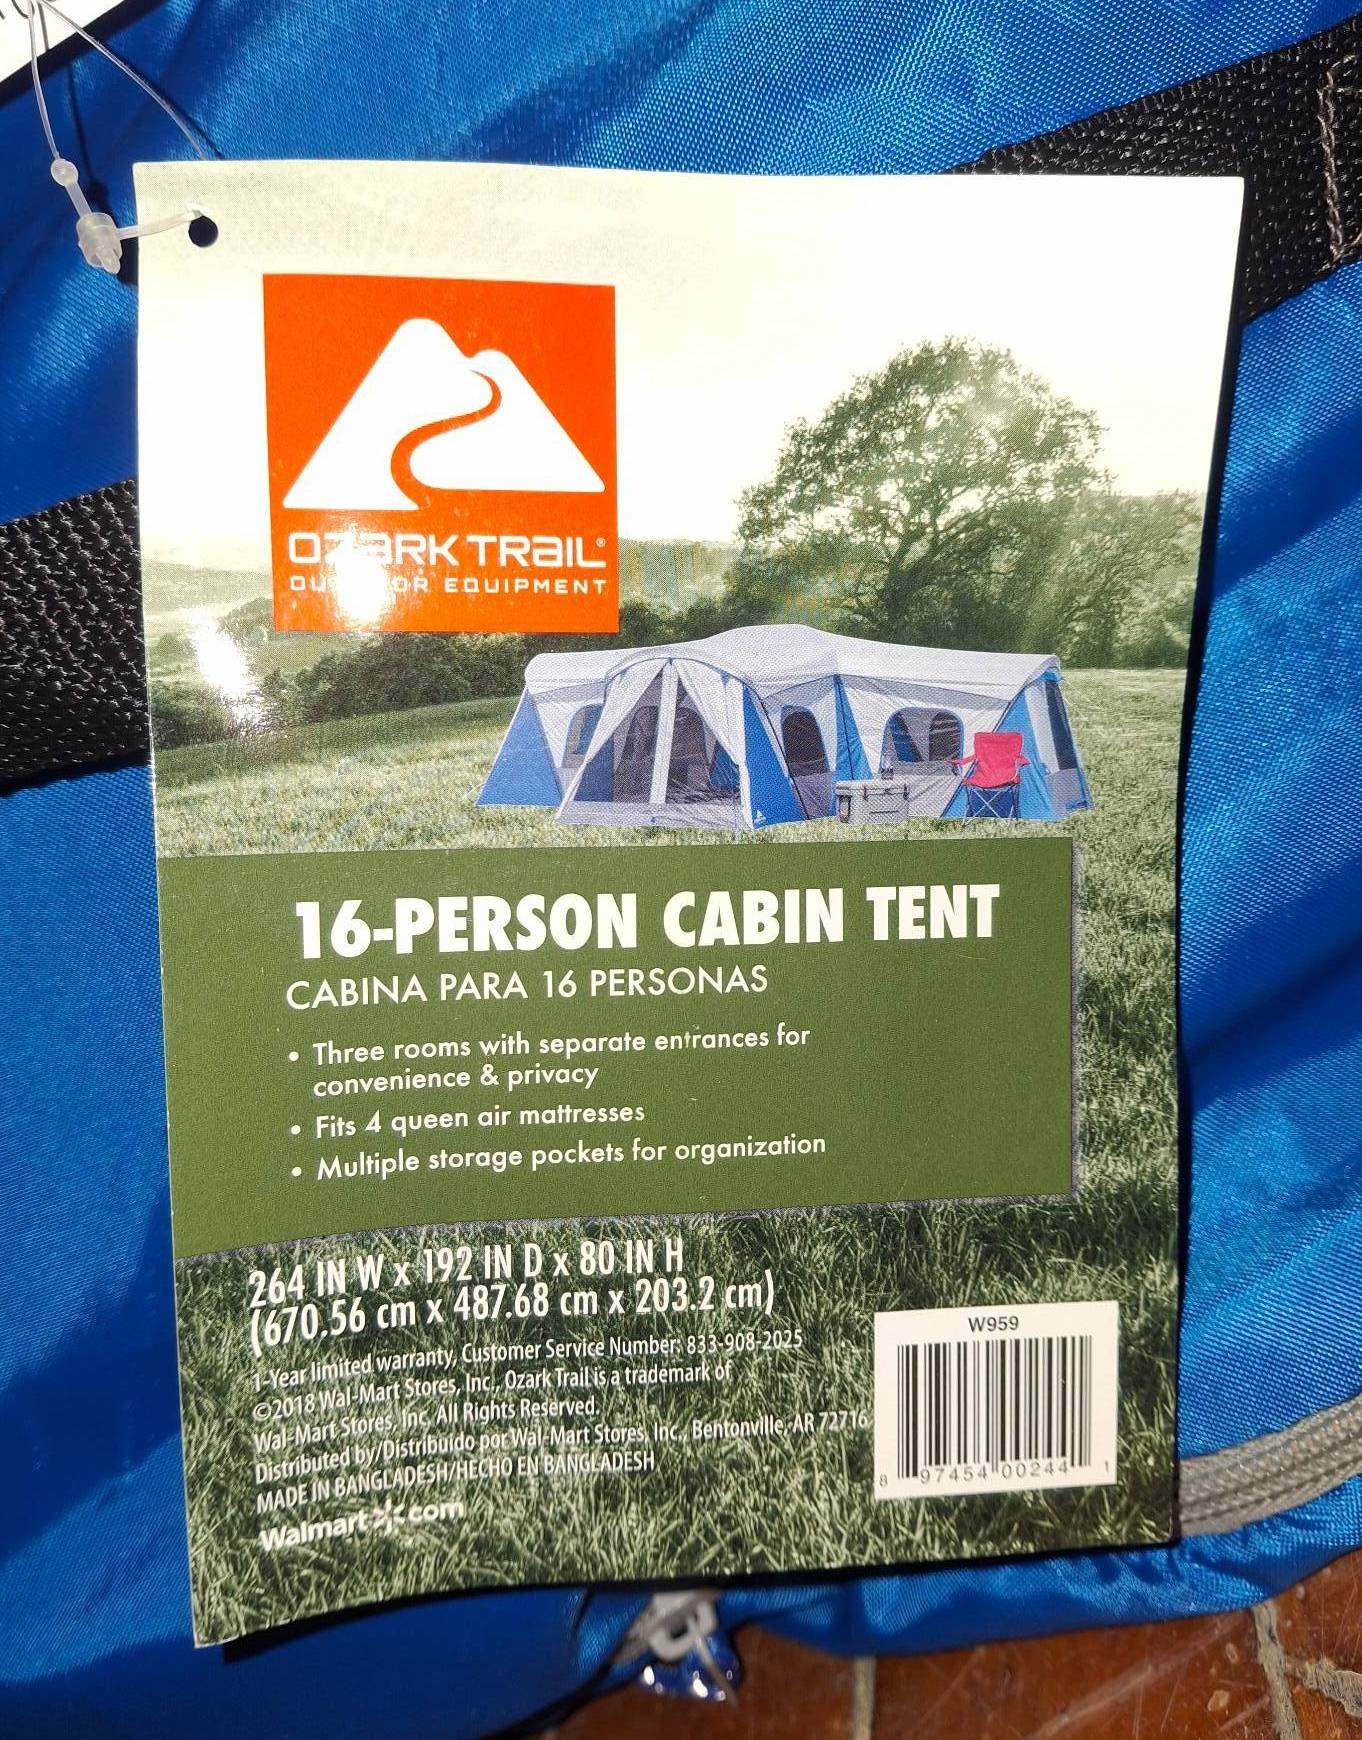 OZARK TRAIL®
OUTDOOR EQUIPMENT
16-PERSON CABIN TENT
CABINA PARA 16 PERSONAS
• Three rooms with separate entrances for
convenience & privacy
• Fits 4 queen air mattresses
• Multiple storage pockets for organization
264 IN W x 192 IN D x 80 IN H
(670.56 cm x 487.68 cm x 203.2 cm)
1-Year limited warranty, Customer Service Number: 833-908-2025
©2018 Wal-Mart Stores, Inc., Ozark Trail is a trademark of
Wal-Mart Stores, Inc. All Rights Reserved.
Distributed by/Distribuido por Wal-Mart Stores, Inc., Bentonville, AR 72716
MADE IN BANGLADESH/HECHO EN BANGLADESH
Walmart.com
W959
8 97454 00244 1